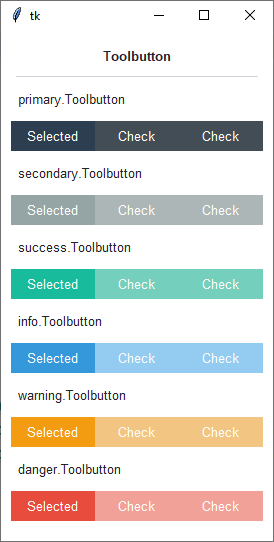 tk
Toolbutton
primary.Toolbutton
Selected Check Check
secondary.Toolbutton
Selected Check Check
success.Toolbutton
Selected Check Check
info.Toolbutton
Selected Check Check
warning.Toolbutton
Selected Check Check
danger.Toolbutton
Selected Check Check